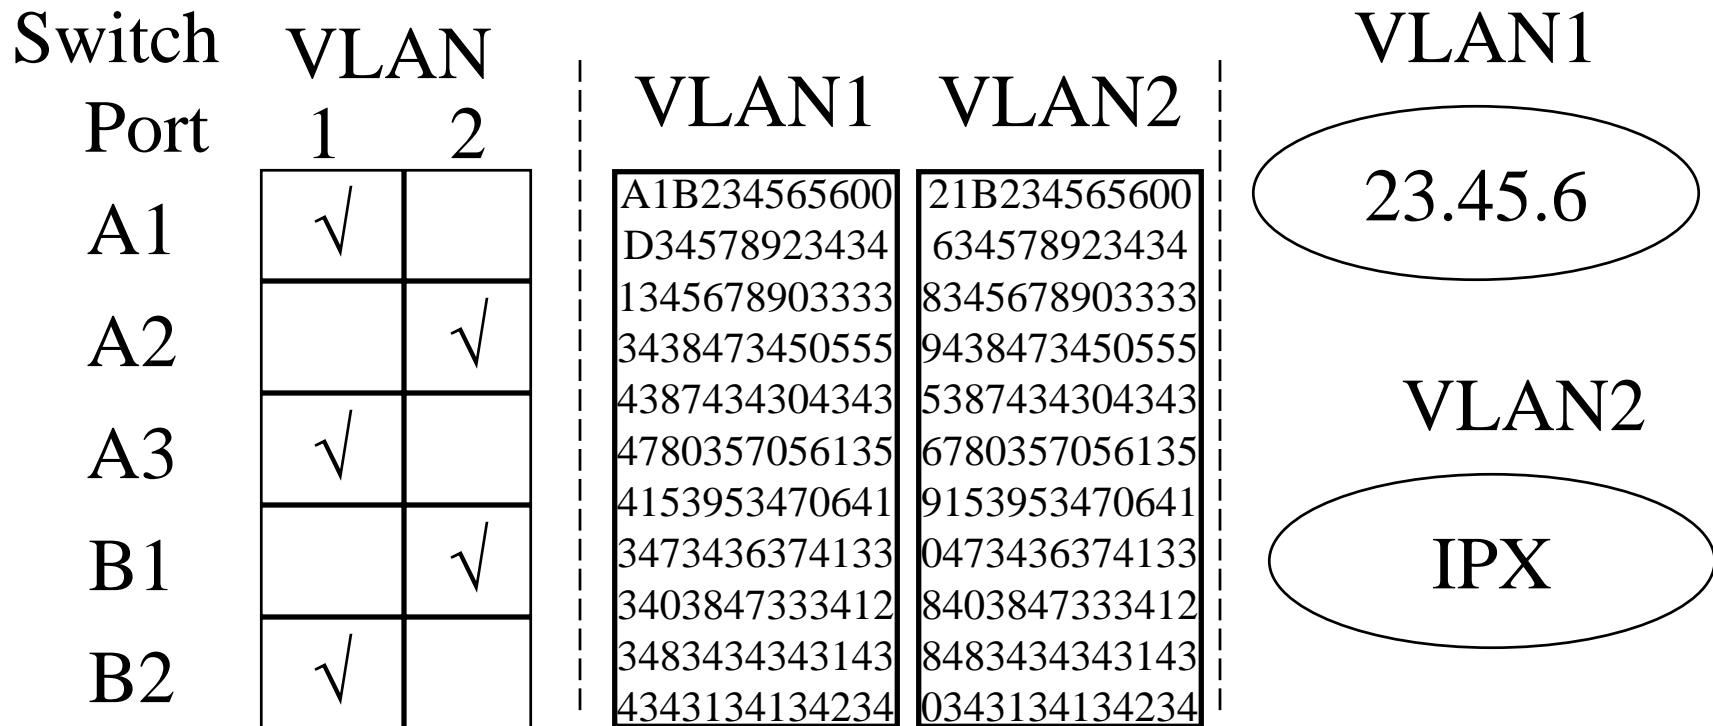 Switch VLAN
Port 1 2
A1 √
A2 √
A3 √
B1 √
B2 √
VLAN1 VLAN2
A1B234565600 21B234565600
D34578923434 634578923434
1345678903333 8345678903333
3438473450555 9438473450555
4387434304343 5387434304343
4780357056135 6780357056135
4153953470641 9153953470641
3473436374133 0473436374133
3403847333412 8403847333412
3483434343143 8483434343143
4343134134234 0343134134234
VLAN1
23.45.6
VLAN2
IPX